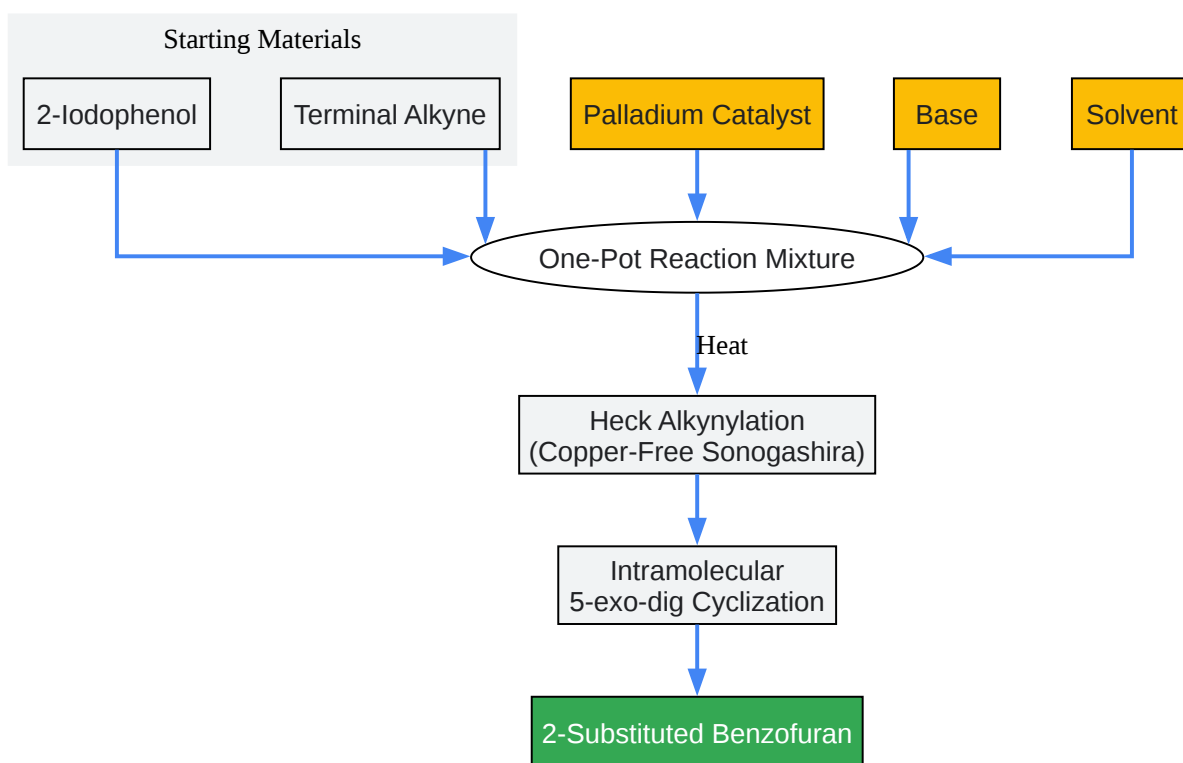 Starting Materials
2-Iodophenol
Terminal Alkyne
Palladium Catalyst
Base
Solvent
One-Pot Reaction Mixture
Heat
Heck Alkynylation
(Copper-Free Sonogashira)
Intramolecular
5-exo-dig Cyclization
2-Substituted Benzofuran